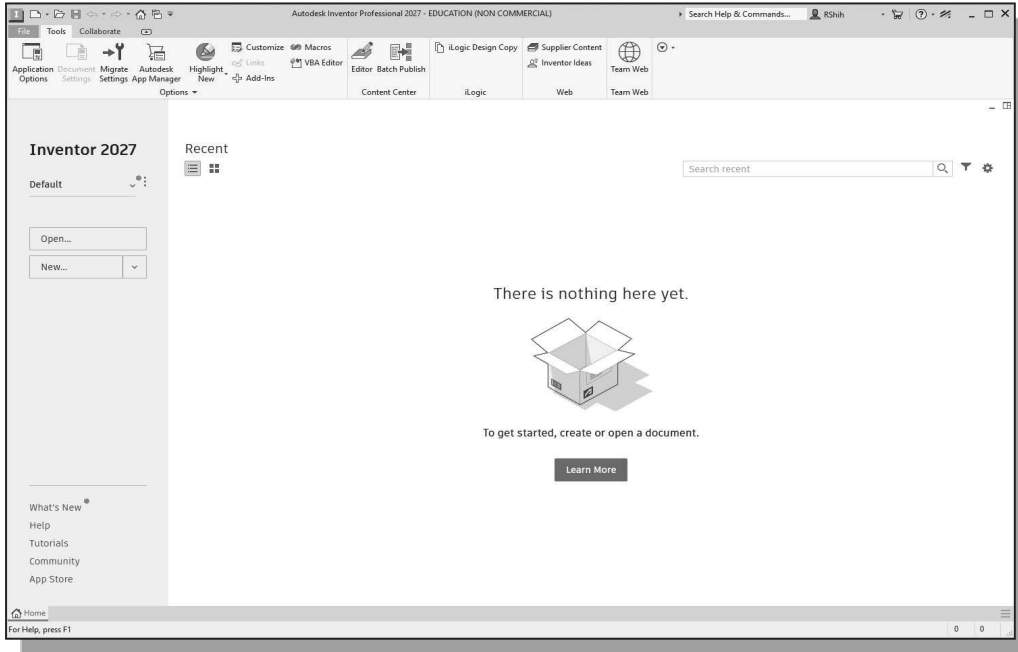 Autodesk Inventor Professional 2027 - EDUCATION (NON COMMERCIAL)
Search Help & Commands...
RShih
File Tools Collaborate
Application Options
Document Settings
Migrate Settings
Autodesk App Manager
Highlight New
Customize
Links
Add-Ins
Macros
VBA Editor
Editor
Batch Publish
iLogic Design Copy
Supplier Content
Inventor Ideas
Team Web
Options
Content Center
iLogic
Web
Team Web
Inventor 2027
Default
Open...
New...
Recent
Search recent
There is nothing here yet.
To get started, create or open a document.
Learn More
What's New
Help
Tutorials
Community
App Store
Home
For Help, press F1
0 0